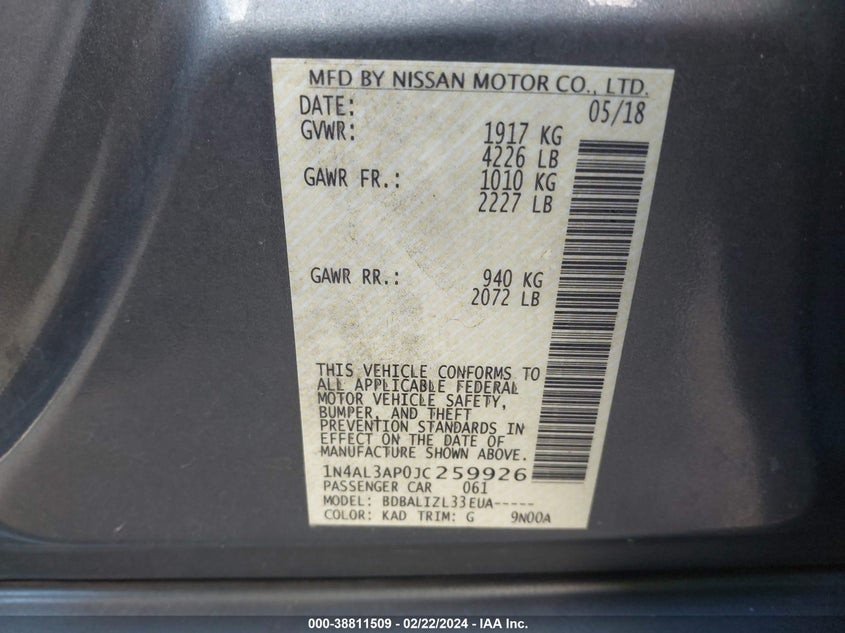 MFD BY NISSAN MOTOR CO., LTD.
DATE: 05/18
GVWR: 1917 KG
4226 LB
GAWR FR.: 1010 KG
2227 LB
GAWR RR.: 940 KG
2072 LB
THIS VEHICLE CONFORMS TO
ALL APPLICABLE FEDERAL
MOTOR VEHICLE SAFETY,
BUMPER, AND THEFT
PREVENTION STANDARDS IN
EFFECT ON THE DATE OF
MANUFACTURE SHOWN ABOVE.
1N4AL3AP0JC259926
PASSENGER CAR 061
MODEL: BDBALIZL33EUA-----
COLOR: KAD TRIM: G 9N00A
000-38811509 - 02/22/2024 - IAA Inc.